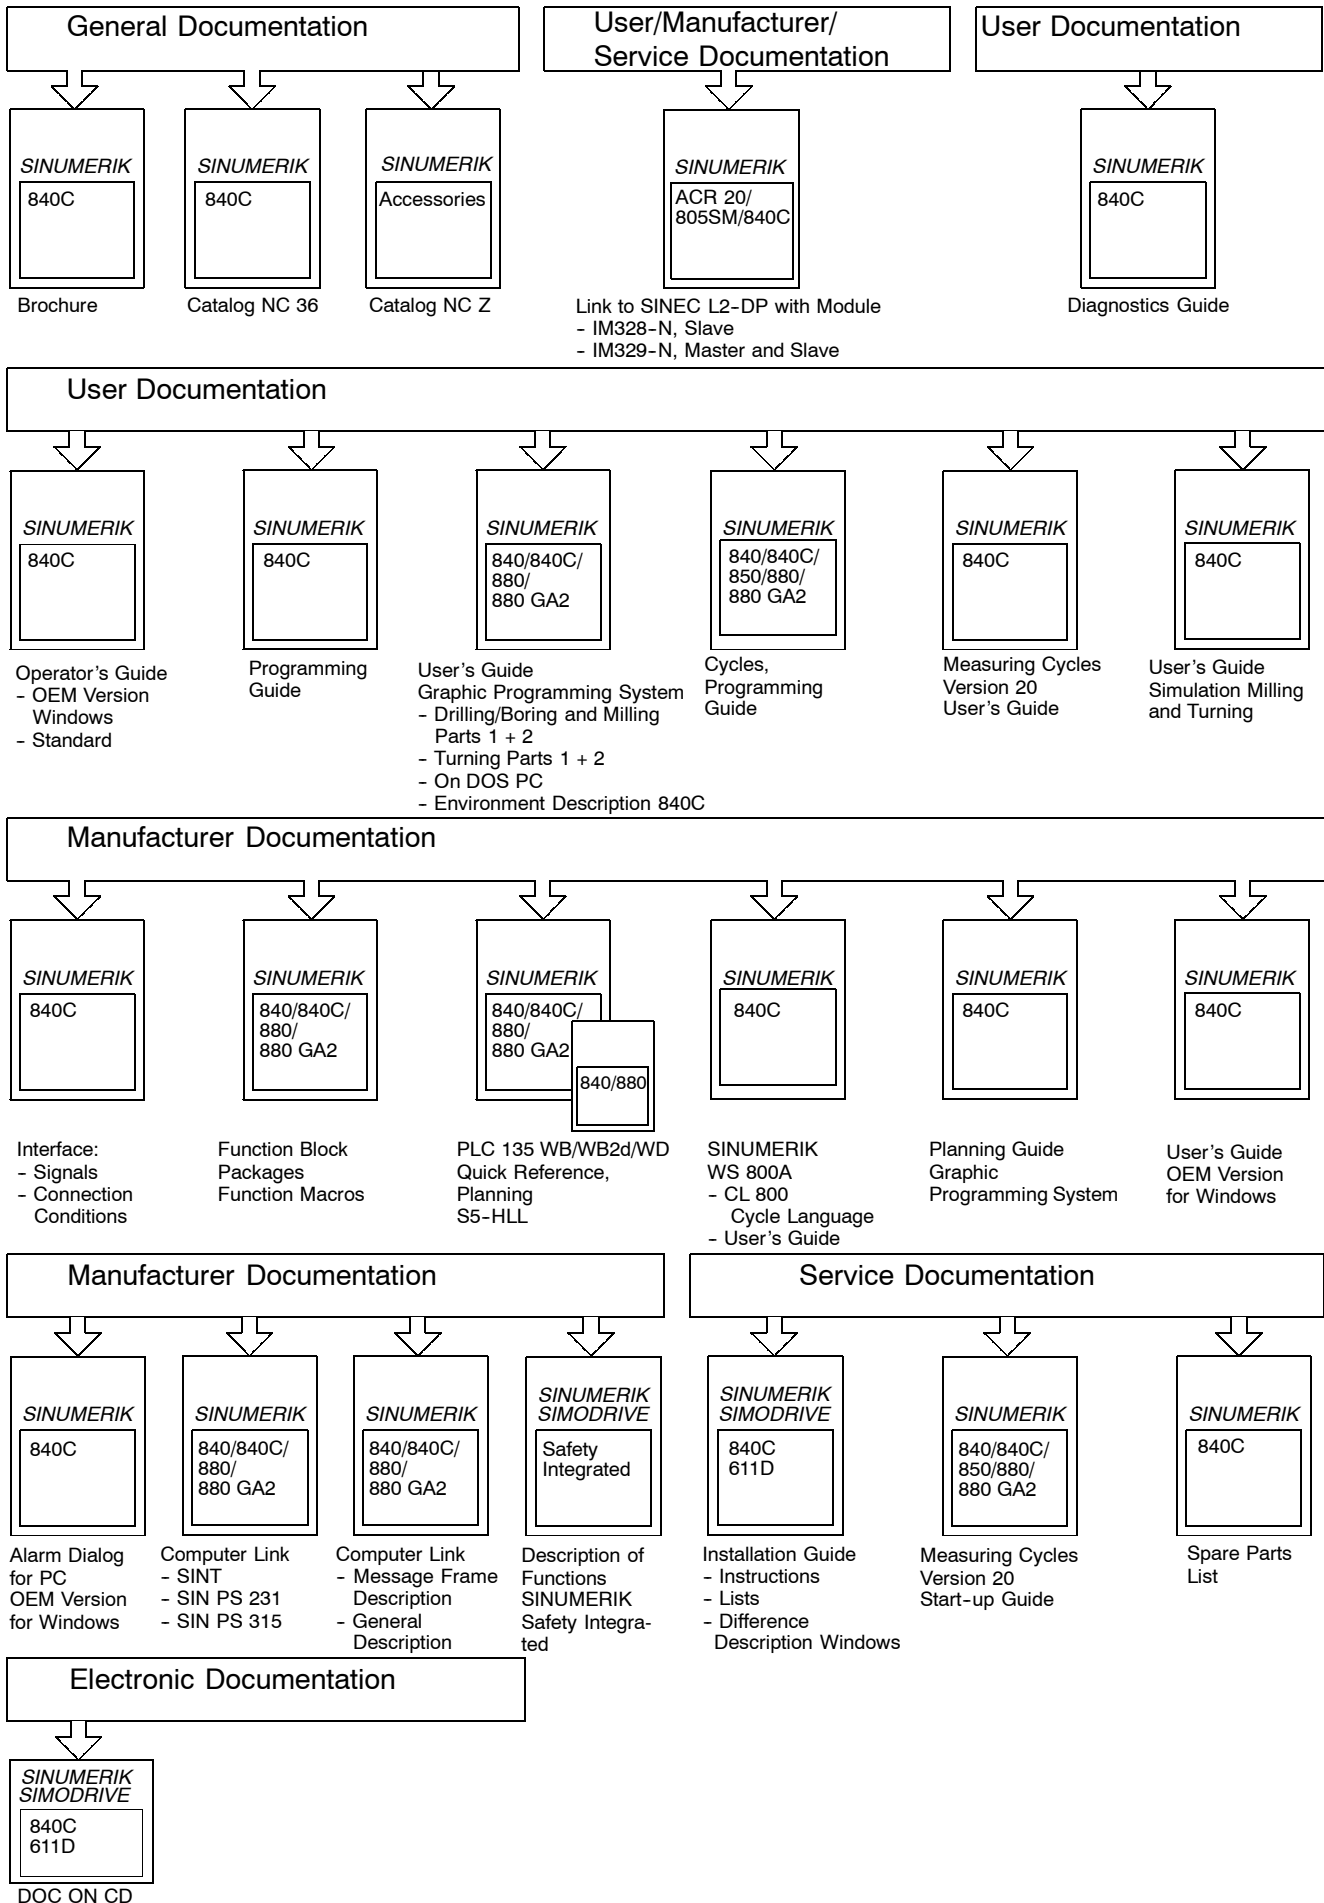 General Documentation
User/Manufacturer/
Service Documentation
User Documentation
SINUMERIK
840C
Brochure
SINUMERIK
840C
Catalog NC 36
SINUMERIK
Accessories
Catalog NC Z
SINUMERIK
ACR 20/
805SM/840C
Link to SINEC L2-DP with Module
- IM328-N, Slave
- IM329-N, Master and Slave
SINUMERIK
840C
Diagnostics Guide
User Documentation
SINUMERIK
840C
Operator's Guide
- OEM Version
Windows
- Standard
SINUMERIK
840C
Programming
Guide
SINUMERIK
840/840C/
880/
880 GA2
User's Guide
Graphic Programming System
- Drilling/Boring and Milling
Parts 1 + 2
- Turning Parts 1 + 2
- On DOS PC
- Environment Description 840C
SINUMERIK
840/840C/
850/880/
880 GA2
Cycles,
Programming
Guide
SINUMERIK
840C
Measuring Cycles
Version 20
User's Guide
SINUMERIK
840C
User's Guide
Simulation Milling
and Turning
Manufacturer Documentation
SINUMERIK
840C
Interface:
- Signals
- Connection
Conditions
SINUMERIK
840/840C/
880/
880 GA2
Function Block
Packages
Function Macros
SINUMERIK
840/840C/
880/
880 GA2
840/880
PLC 135 WB/WB2d/WD
Quick Reference,
Planning
S5-HLL
SINUMERIK
840C
SINUMERIK
WS 800A
- CL 800
Cycle Language
- User's Guide
SINUMERIK
840C
Planning Guide
Graphic
Programming System
SINUMERIK
840C
User's Guide
OEM Version
for Windows
Manufacturer Documentation
Service Documentation
SINUMERIK
840C
Alarm Dialog
for PC
OEM Version
for Windows
SINUMERIK
840/840C/
880/
880 GA2
Computer Link
- SINT
- SIN PS 231
- SIN PS 315
SINUMERIK
840/840C/
880/
880 GA2
Computer Link
- Message Frame
Description
- General
Description
SINUMERIK
SIMODRIVE
Safety
Integrated
Description of
Functions
SINUMERIK
Safety Integra-
ted
SINUMERIK
SIMODRIVE
840C
611D
Installation Guide
- Instructions
- Lists
- Difference
Description Windows
SINUMERIK
840/840C/
850/880/
880 GA2
Measuring Cycles
Version 20
Start-up Guide
SINUMERIK
840C
Spare Parts
List
Electronic Documentation
SINUMERIK
SIMODRIVE
840C
611D
DOC ON CD